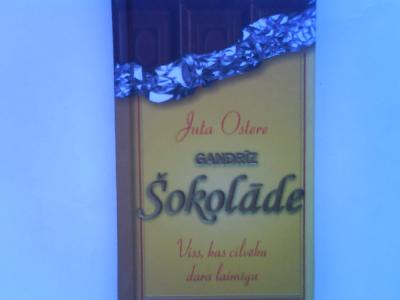 Juta Ostere
GANDRĪZ
Šokolāde
Viss, kas cilvēku
dara laimīgu